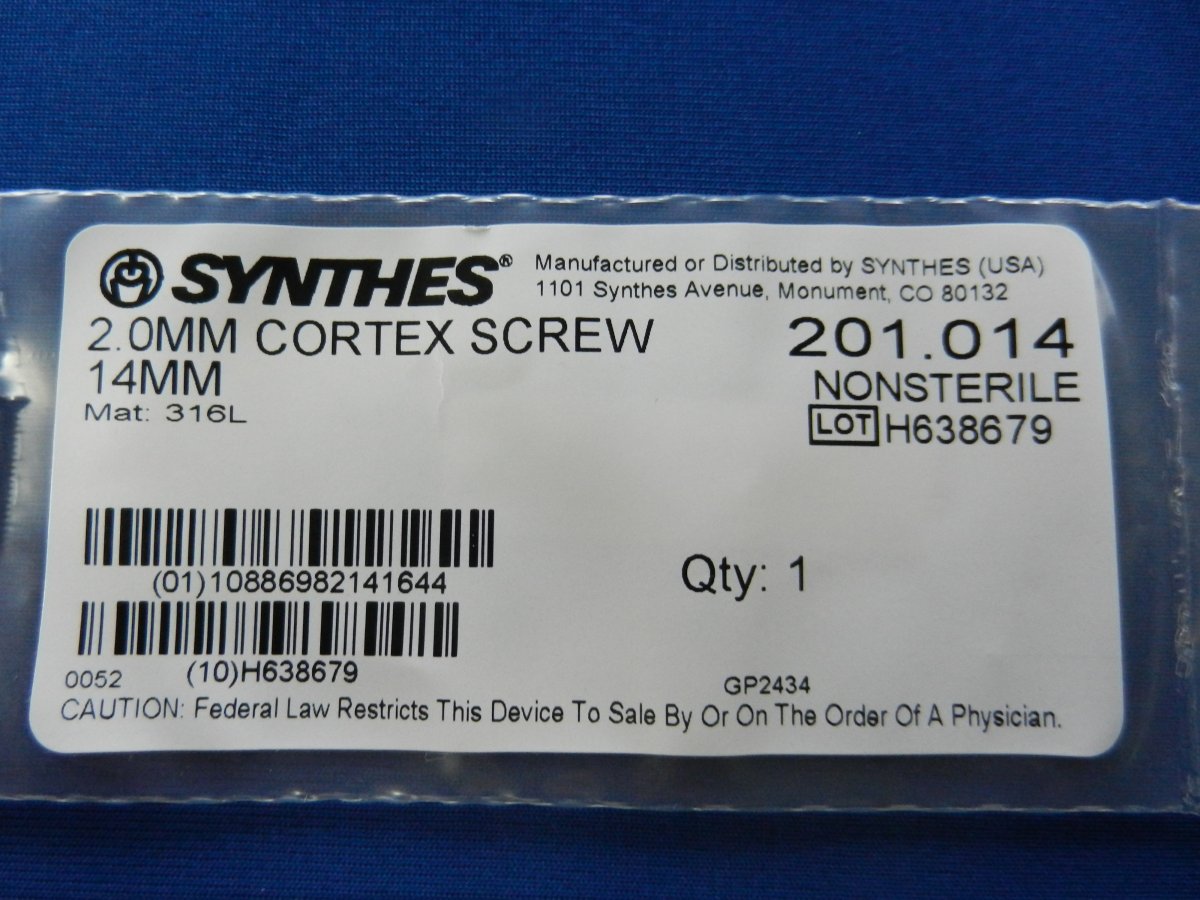 SYNTHES® Manufactured or Distributed by SYNTHES (USA)
1101 Synthes Avenue, Monument, CO 80132
2.0MM CORTEX SCREW 201.014
14MM NONSTERILE
Mat: 316L LOT H638679
(01)10886982141644 Qty: 1
(10)H638679
0052 GP2434
CAUTION: Federal Law Restricts This Device To Sale By Or On The Order Of A Physician.